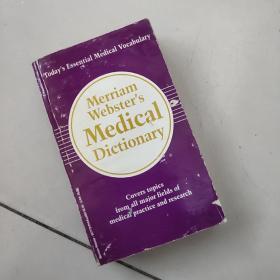 Today's Essential Medical Vocabulary
Merriam
Webster's
Medical
Dictionary
Covers topics
from all major fields of
medical practice and research